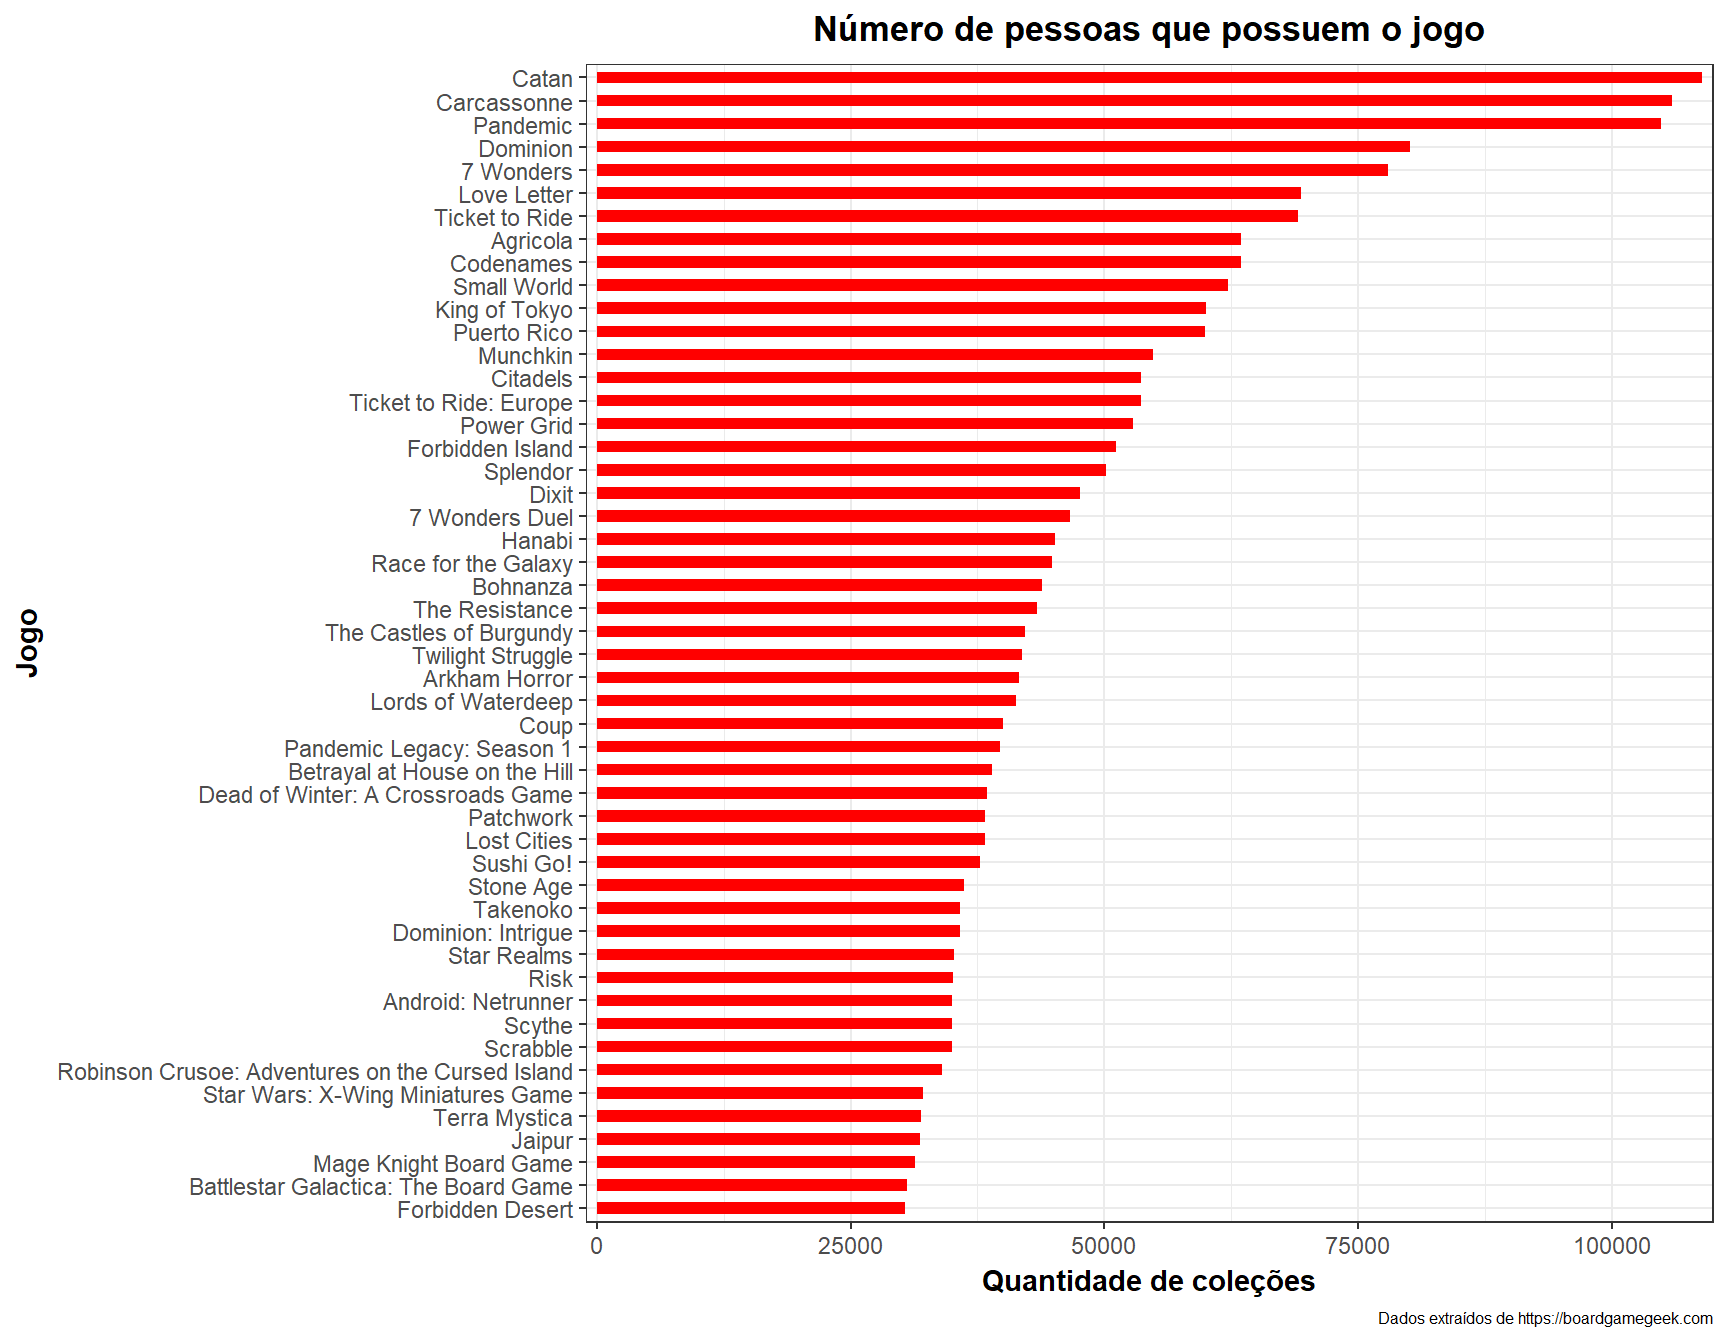 Número de pessoas que possuem o jogo
Catan
Carcassonne
Pandemic
Dominion
7 Wonders
Love Letter
Ticket to Ride
Agricola
Codenames
Small World
King of Tokyo
Puerto Rico
Munchkin
Citadels
Ticket to Ride: Europe
Power Grid
Forbidden Island
Splendor
Dixit
7 Wonders Duel
Hanabi
Race for the Galaxy
Bohnanza
The Resistance
The Castles of Burgundy
Twilight Struggle
Arkham Horror
Lords of Waterdeep
Coup
Pandemic Legacy: Season 1
Betrayal at House on the Hill
Dead of Winter: A Crossroads Game
Patchwork
Lost Cities
Sushi Go!
Stone Age
Takenoko
Dominion: Intrigue
Star Realms
Risk
Android: Netrunner
Scythe
Scrabble
Robinson Crusoe: Adventures on the Cursed Island
Star Wars: X-Wing Miniatures Game
Terra Mystica
Jaipur
Mage Knight Board Game
Battlestar Galactica: The Board Game
Forbidden Desert
Jogo
0 25000 50000 75000 100000
Quantidade de coleções
Dados extraídos de https://boardgamegeek.com